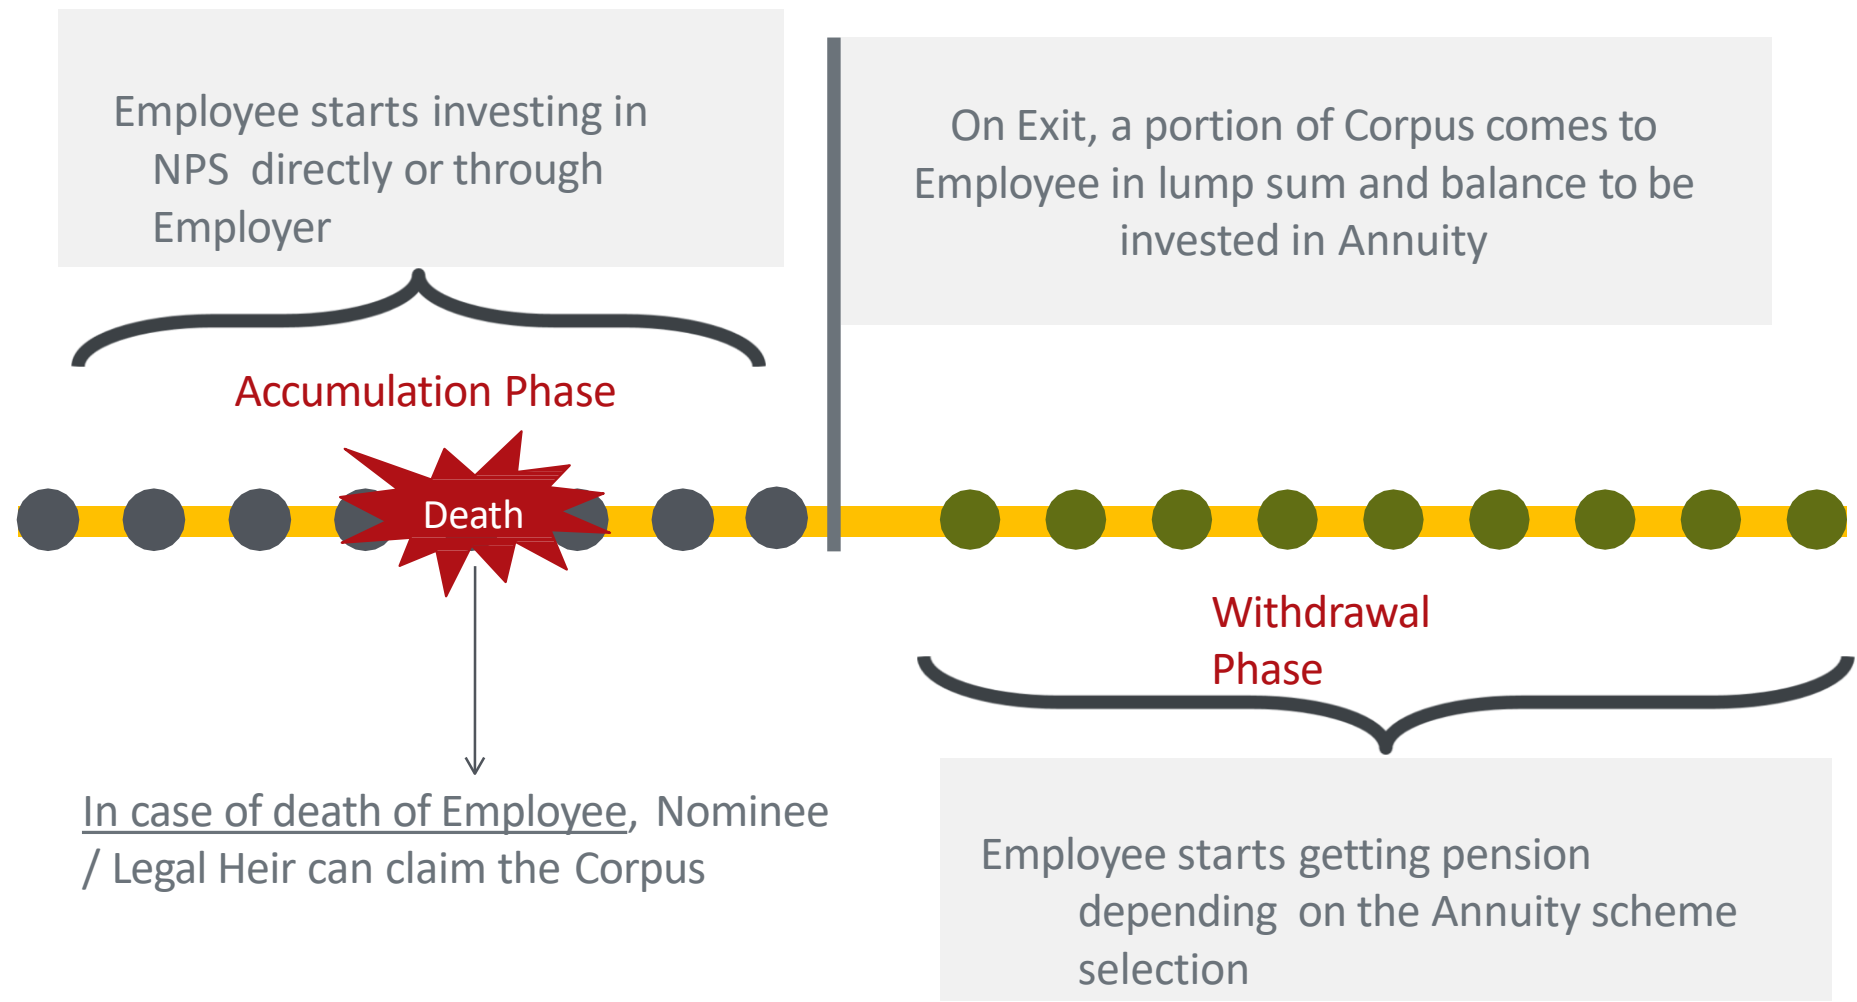 Employee starts investing in
NPS directly or through
Employer
On Exit, a portion of Corpus comes to
Employee in lump sum and balance to be
invested in Annuity
Accumulation Phase
Death
Withdrawal
Phase
In case of death of Employee, Nominee
/ Legal Heir can claim the Corpus
Employee starts getting pension
depending on the Annuity scheme
selection